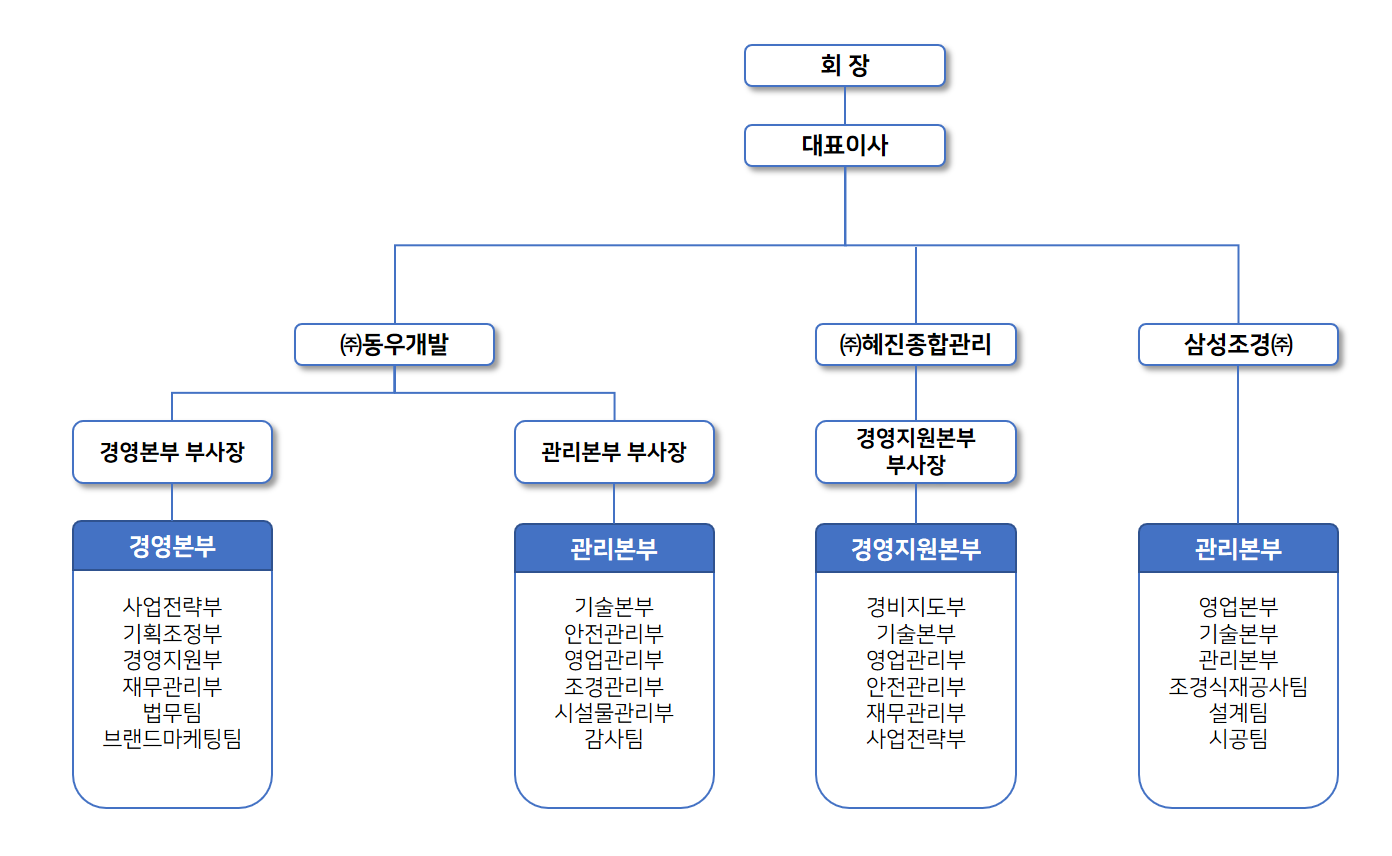 회 장
대표이사
㈜동우개발
㈜혜진종합관리
삼성조경㈜
경영본부 부사장
관리본부 부사장
경영지원본부
부사장
경영본부
사업전략부
기획조정부
경영지원부
재무관리부
법무팀
브랜드마케팅팀
관리본부
기술본부
안전관리부
영업관리부
조경관리부
시설물관리부
감사팀
경영지원본부
경비지도부
기술본부
영업관리부
안전관리부
재무관리부
사업전략부
관리본부
영업본부
기술본부
관리본부
조경식재공사팀
설계팀
시공팀